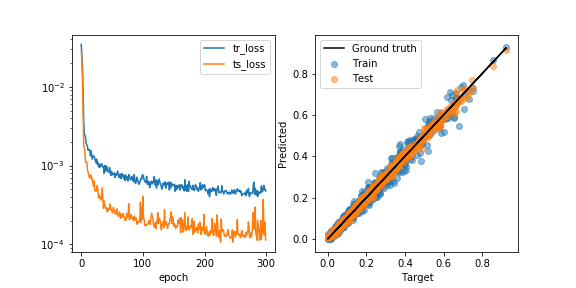 tr_loss
ts_loss
10⁻²
10⁻³
10⁻⁴
0
100
200
300
epoch
Ground truth
Train
Test
Predicted
0.8
0.6
0.4
0.2
0.0
0.0
0.2
0.4
0.6
0.8
Target